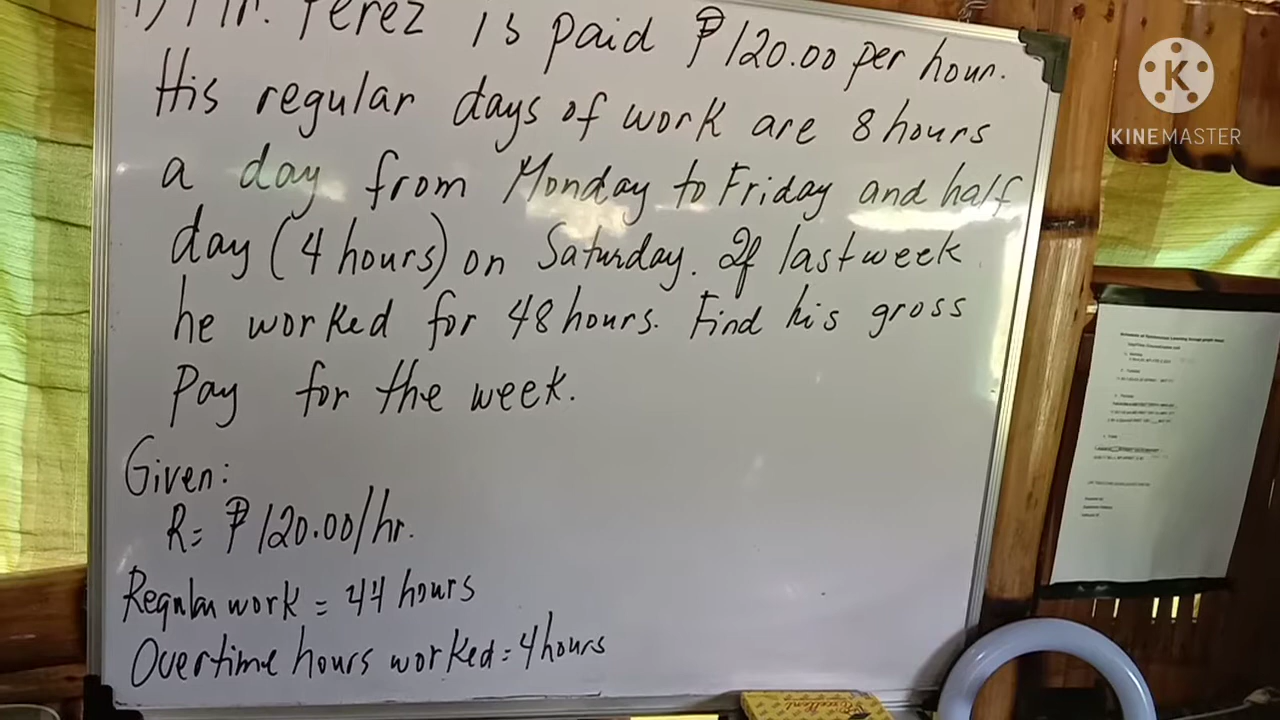 1) Mr. Perez is paid ₱120.00 per hour.
His regular days of work are 8 hours
a day from Monday to Friday and half
day (4 hours) on Saturday. If last week
he worked for 48 hours. Find his gross
Pay for the week.
Given:
R = ₱120.00/hr.
Regular work = 44 hours
Overtime hours worked = 4 hours
KINEMASTER
Excellent